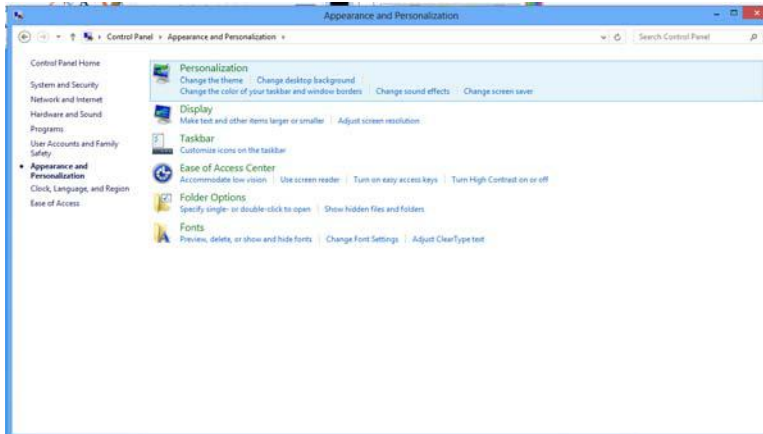 Appearance and Personalization
Control Panel Appearance and Personalization
Search Control Panel
Control Panel Home
System and Security
Network and Internet
Hardware and Sound
Programs
User Accounts and Family
Safety
Appearance and
Personalization
Clock, Language, and Region
Ease of Access
Personalization
Change the theme Change desktop background
Change the color of your taskbar and window borders Change sound effects Change screen saver
Display
Make text and other items larger or smaller Adjust screen resolution
Taskbar
Customize icons on the taskbar
Ease of Access Center
Accommodate low vision Use screen reader Turn on easy access keys Turn High Contrast on or off
Folder Options
Specify single- or double-click to open Show hidden files and folders
Fonts
Preview, delete, or show and hide fonts Change Font Settings Adjust ClearType text